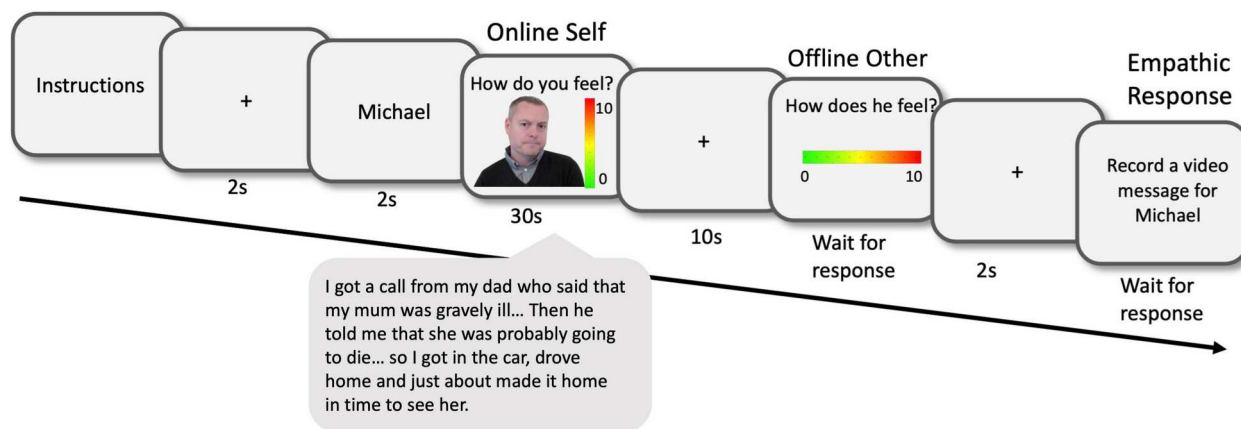 Instructions
+
2s
Michael
2s
Online Self
How do you feel?
10
0
30s
I got a call from my dad who said that
my mum was gravely ill... Then he
told me that she was probably going
to die... so I got in the car, drove
home and just about made it home
in time to see her.
+
10s
Offline Other
How does he feel?
0
10
Wait for
response
+
2s
Empathic
Response
Record a video
message for
Michael
Wait for
response